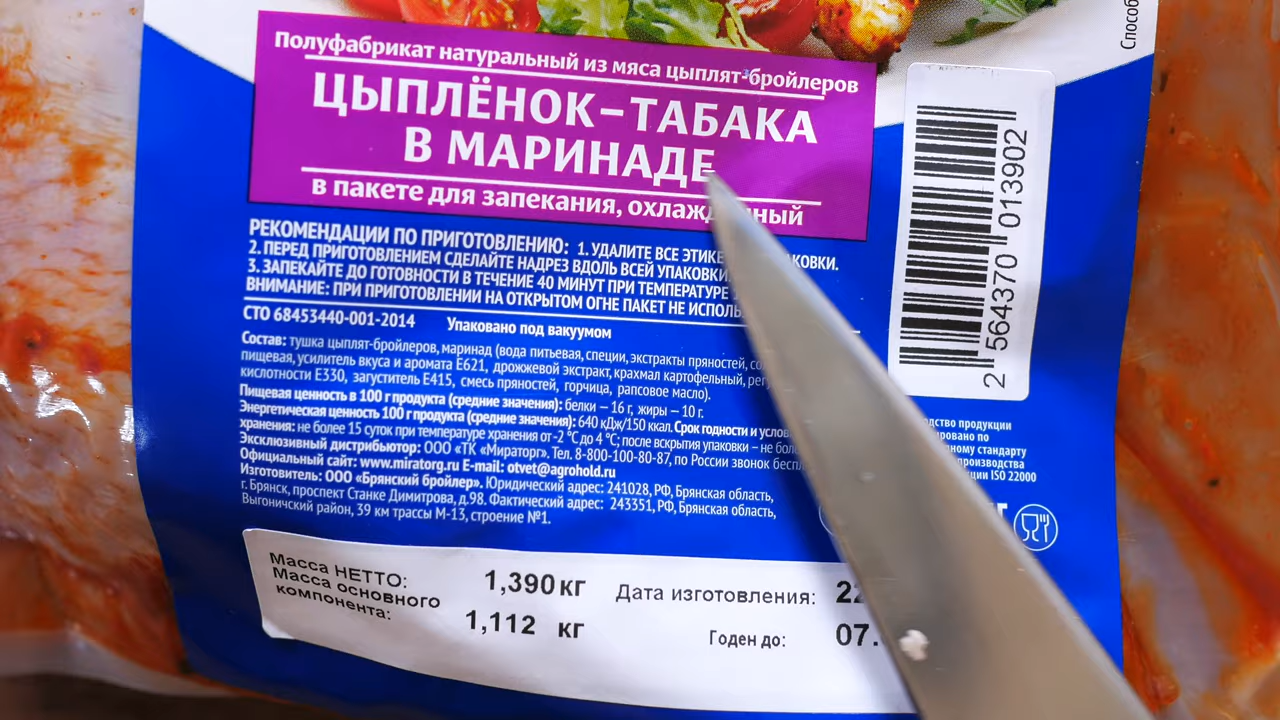 Полуфабрикат натуральный из мяса цыплят-бройлеров
ЦЫПЛЁНОК-ТАБАКА
В МАРИНАДЕ
в пакете для запекания,
РЕКОМЕНДАЦИИ ПО ПРИГОТОВЛЕНИЮ: 1. УДАЛИТЕ ВСЕ
2. ПЕРЕД ПРИГОТОВЛЕНИЕМ СДЕЛАЙТЕ НАДРЕЗ ВДОЛЬ ВСЕЙ УПАКОВКИ
3. ЗАПЕКАЙТЕ ДО ГОТОВНОСТИ В ТЕЧЕНИЕ 40 МИНУТ ПРИ ТЕМПЕРАТУРЕ
ВНИМАНИЕ: ПРИ ПРИГОТОВЛЕНИИ НА ОТКРЫТОМ ОГНЕ ПАКЕТ НЕ
СТО 68453440-001-2014 Упаковано под вакуумом
Состав: тушка цыплят-бройлеров, маринад (вода питьевая, специи, экстракты пряностей,
пищевая, усилитель вкуса и аромата Е621, дрожжевой экстракт, крахмал картофельный,
кислотности Е330, загуститель Е415, смесь пряностей, горчица, рапсовое масло).
Пищевая ценность в 100 г продукта (средние значения): белки – 16 г, жиры – 10 г.
Энергетическая ценность 100 г продукта (средние значения): 640 кДж/150 ккал. Срок годности и
хранения: не более 15 суток при температуре хранения от -2 °С до 4 °С; после вскрытия упаковки – не
Эксклюзивный дистрибьютор: ООО «ТК «Мираторг». Тел. 8-800-100-80-87, по России звонок
Официальный сайт: www.miratorg.ru E-mail: otvet@agrohold.ru
Изготовитель: ООО «Брянский бройлер». Юридический адрес: 241028, РФ, Брянская область,
г. Брянск, проспект Станке Димитрова, д.98. Фактический адрес: 243351, РФ, Брянская область,
Выгоничский район, 39 км трассы М-13, строение №1.
продукции
по
стандарту
производства
ISO 22000
2 564370 013902
Масса НЕТТО: 1,390 кг
Масса основного
компонента: 1,112 кг
Дата изготовления:
Годен до: 07.